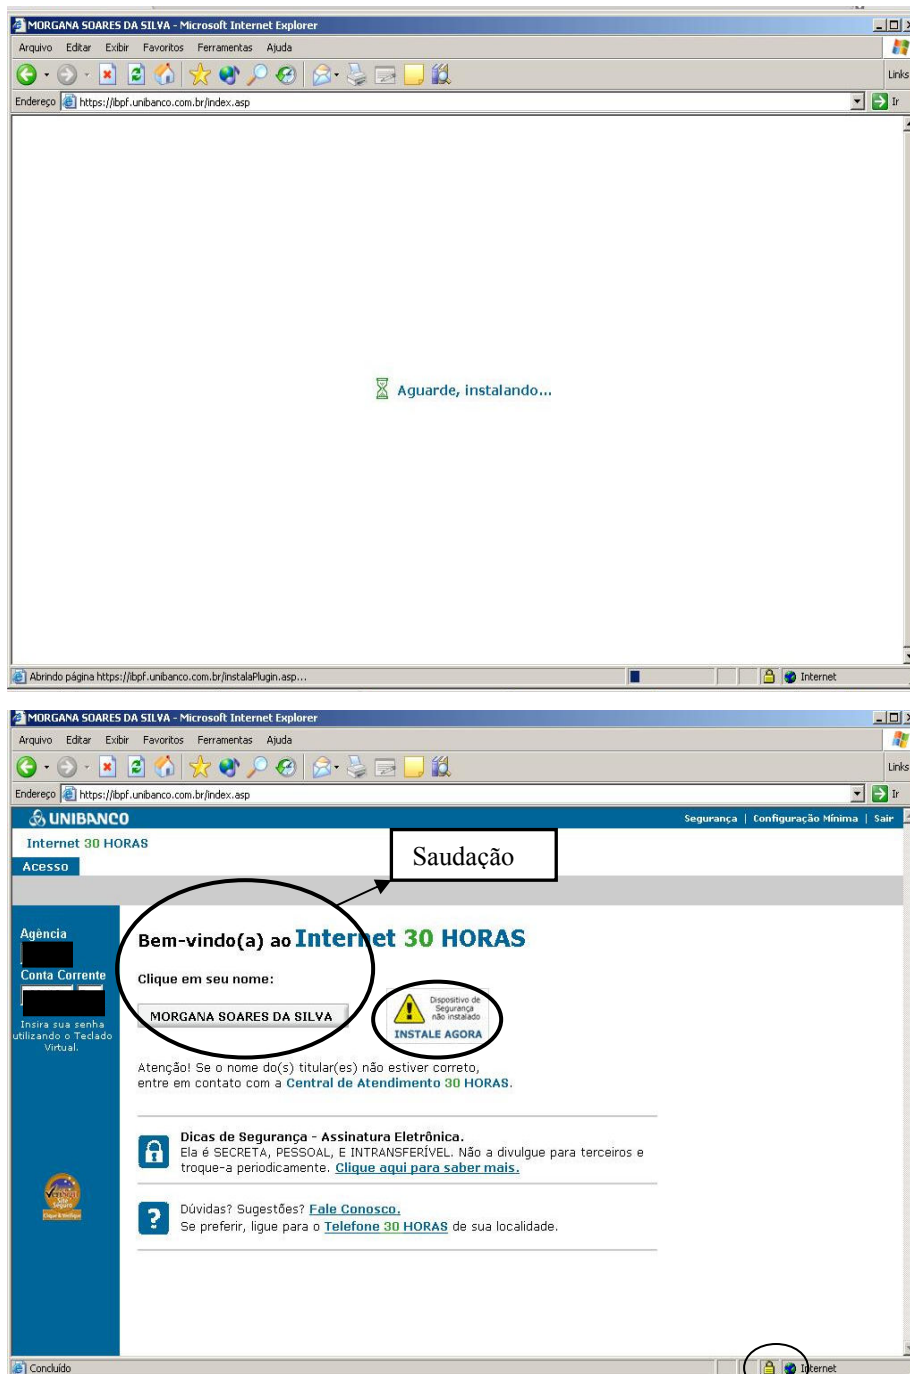 MORGANA SOARES DA SILVA - Microsoft Internet Explorer
Arquivo Editar Exibir Favoritos Ferramentas Ajuda
Links
Endereço https://ibpf.unibanco.com.br/index.asp Ir
Aguarde, instalando...
Abrindo página https://ibpf.unibanco.com.br/instalaPlugin.asp... Internet
MORGANA SOARES DA SILVA - Microsoft Internet Explorer
Arquivo Editar Exibir Favoritos Ferramentas Ajuda
Links
Endereço https://ibpf.unibanco.com.br/index.asp Ir
UNIBANCO Segurança | Configuração Mínima | Sair
Internet 30 HORAS
Saudação
Acesso
Agência
Bem-vindo(a) ao Internet 30 HORAS
Conta Corrente
Clique em seu nome:
Insira sua senha
utilizando o Teclado
Virtual.
MORGANA SOARES DA SILVA
Dispositivo de
Segurança
não instalado
INSTALE AGORA
Atenção! Se o nome do(s) titular(es) não estiver correto,
entre em contato com a Central de Atendimento 30 HORAS.
Dicas de Segurança - Assinatura Eletrônica.
Ela é SECRETA, PESSOAL, E INTRANSFERÍVEL. Não a divulgue para terceiros e
troque-a periodicamente. Clique aqui para saber mais.
VeriSign
Site
Seguro
Clique & Verifique
Dúvidas? Sugestões? Fale Conosco.
Se preferir, ligue para o Telefone 30 HORAS de sua localidade.
Concluído Internet